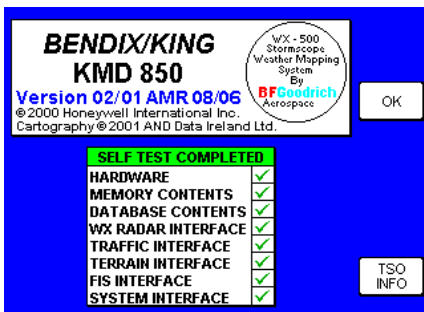 BENDIX/KING
KMD 850
Version 02/01 AMR 08/06
©2000 Honeywell International Inc.
Cartography©2001 AND Data Ireland Ltd.
WX - 500
Stormscope
Weather Mapping
System
By
BFGoodrich
Aerospace
OK
SELF TEST COMPLETED
HARDWARE
MEMORY CONTENTS
DATABASE CONTENTS
WX RADAR INTERFACE
TRAFFIC INTERFACE
TERRAIN INTERFACE
FIS INTERFACE
SYSTEM INTERFACE
TSO
INFO